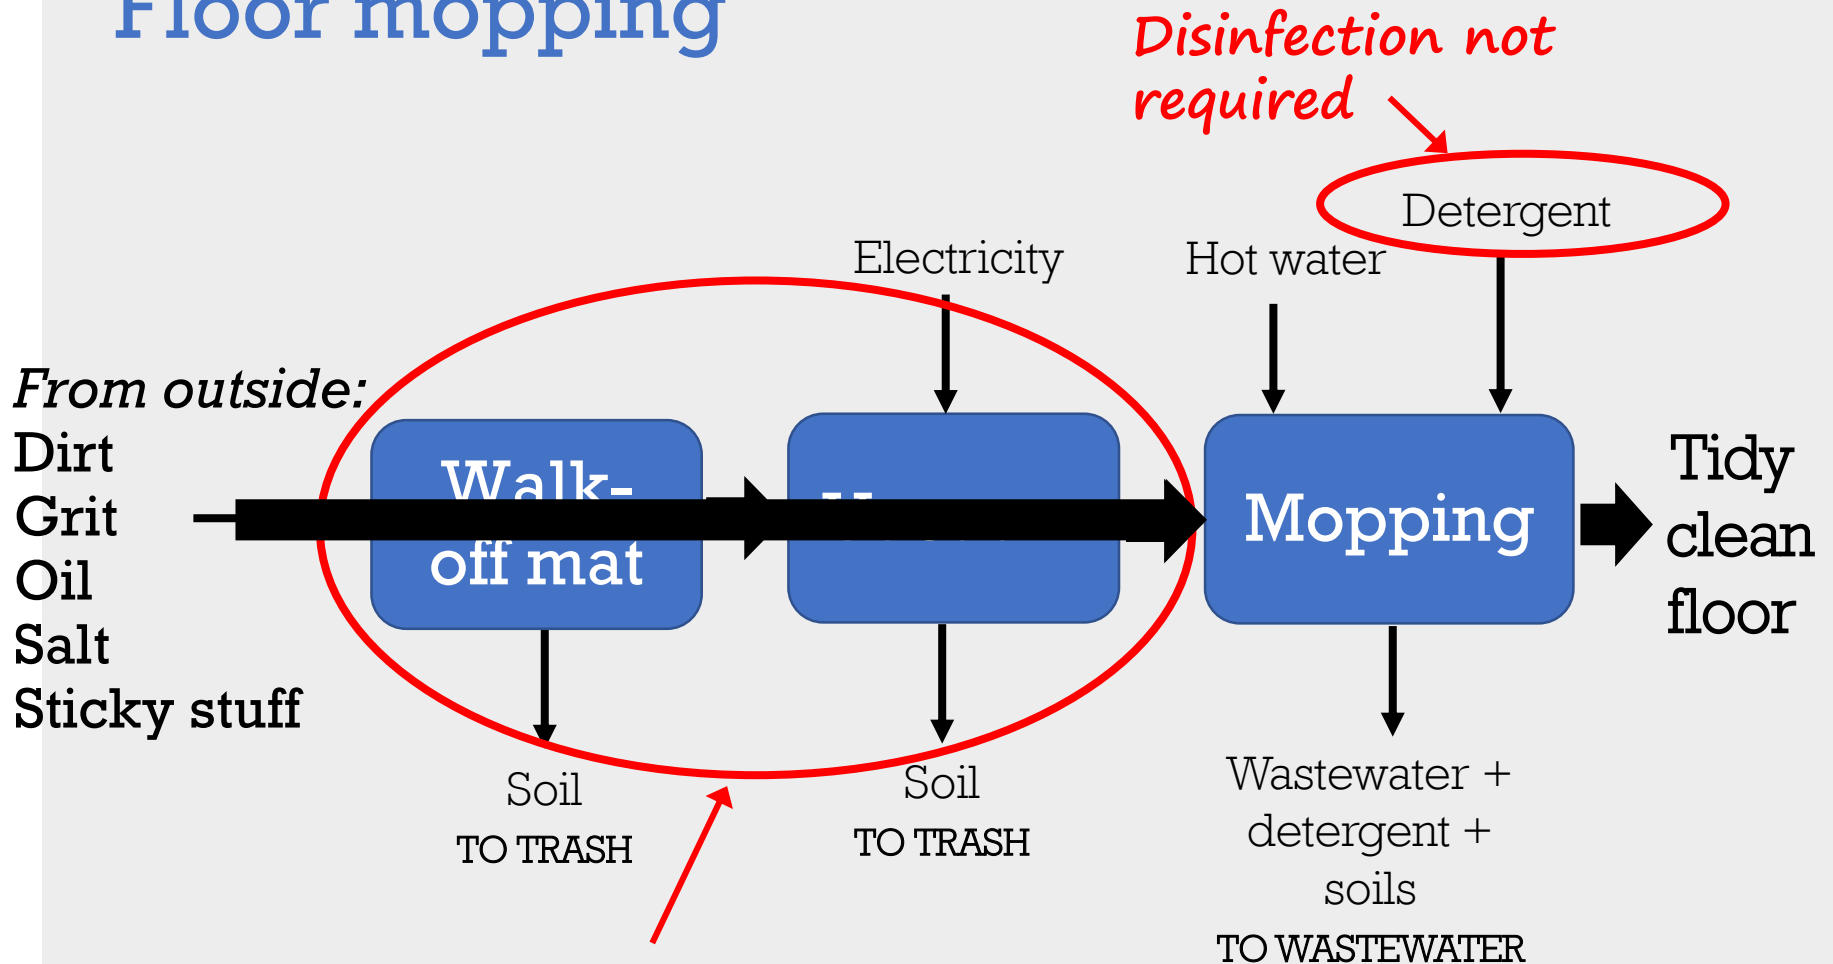 Floor mopping
Disinfection not
required
Detergent
Electricity
Hot water
From outside:
Dirt
Grit
Oil
Salt
Sticky stuff
Walk-
off mat
Mopping
Tidy
clean
floor
Soil
TO TRASH
Soil
TO TRASH
Wastewater +
detergent +
soils
TO WASTEWATER